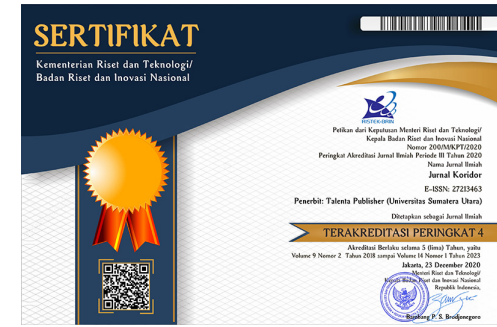 SERTIFIKAT
Kementerian Riset dan Teknologi/
Badan Riset dan Inovasi Nasional
RISTEK-BRIN
Petikan dari Keputusan Menteri Riset dan Teknologi/
Kepala Badan Riset dan Inovasi Nasional
Nomor 200/M/KPT/2020
Peringkat Akreditasi Jurnal Ilmiah Periode III Tahun 2020
Nama Jurnal Ilmiah
Jurnal Koridor
E-ISSN: 27213463
Penerbit: Talenta Publisher (Universitas Sumatera Utara)
Ditetapkan sebagai Jurnal Ilmiah
TERAKREDITASI PERINGKAT 4
Akreditasi Berlaku selama 5 (lima) Tahun, yaitu
Volume 9 Nomor 2 Tahun 2018 sampai Volume 14 Nomor 1 Tahun 2023
Jakarta, 23 December 2020
Menteri Riset dan Teknologi/
Kepala Badan Riset dan Inovasi Nasional
Republik Indonesia,
Bambang P. S. Brodjonegoro